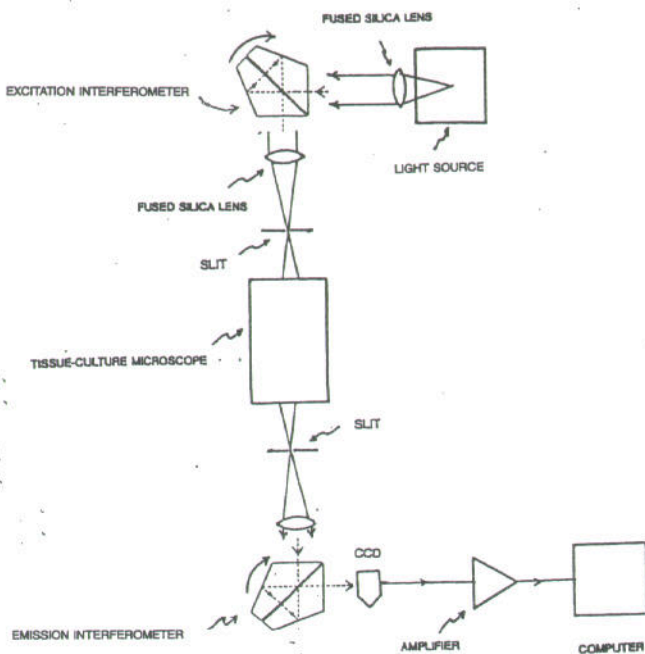 FUSED SILICA LENS
EXCITATION INTERFEROMETER
LIGHT SOURCE
FUSED SILICA LENS
SLIT
TISSUE-CULTURE MICROSCOPE
SLIT
CCD
EMISSION INTERFEROMETER
AMPLIFIER
COMPUTER